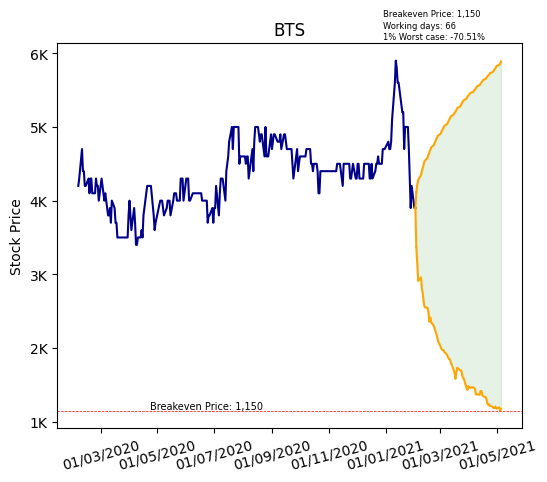 Breakeven Price: 1,150
Working days: 66
1% Worst case: -70.51%
BTS
Stock Price
6K
5K
4K
3K
2K
1K
Breakeven Price: 1,150
01/03/2020
01/05/2020
01/07/2020
01/09/2020
01/11/2020
01/01/2021
01/03/2021
01/05/2021